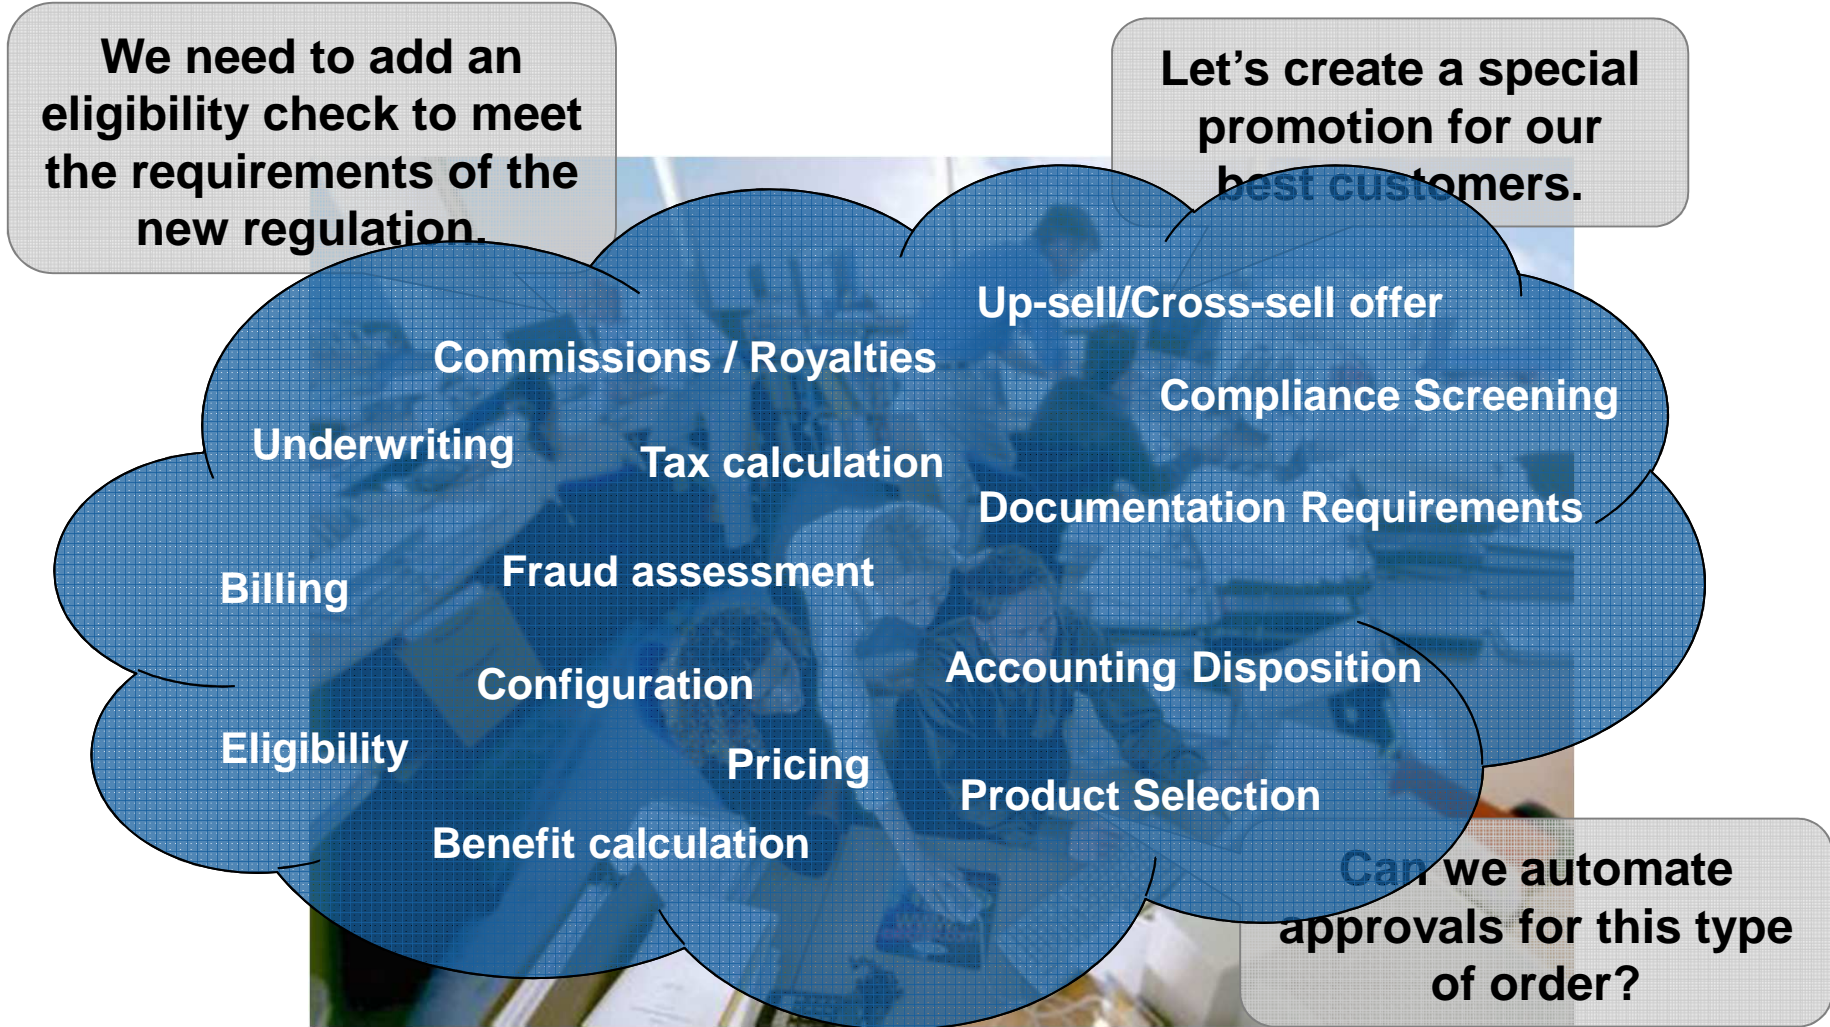 We need to add an
eligibility check to meet
the requirements of the
new regulation.
Let’s create a special
promotion for our
best customers.
Up-sell/Cross-sell offer
Commissions / Royalties
Compliance Screening
Underwriting
Tax calculation
Documentation Requirements
Fraud assessment
Billing
Accounting Disposition
Configuration
Eligibility
Pricing
Product Selection
Benefit calculation
Can we automate
approvals for this type
of order?